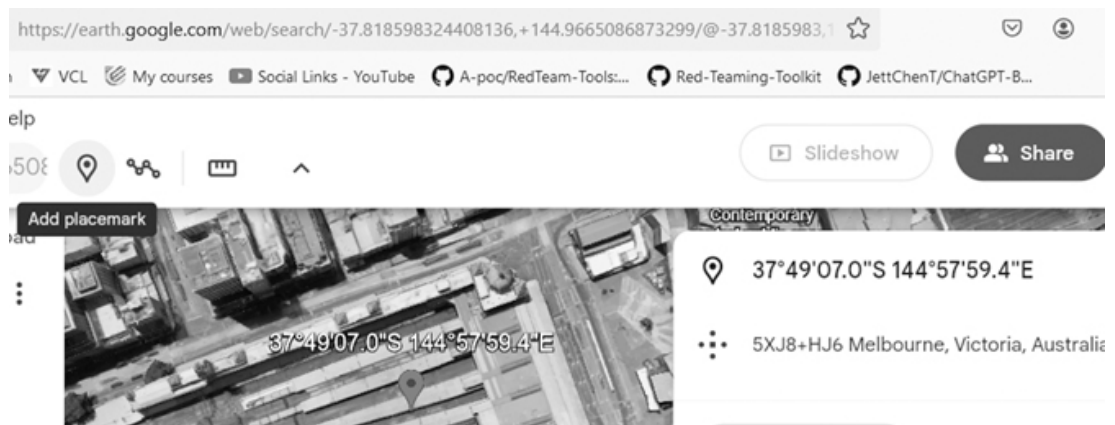 https://earth.google.com/web/search/-37.818598324408136,+144.9665086873299/@-37.8185983,1
VCL My courses Social Links - YouTube A-poc/RedTeam-Tools:... Red-Teaming-Toolkit JettChenT/ChatGPT-B...
elp
Slideshow Share
Add placemark
Contemporary
37°49'07.0"S 144°57'59.4"E
37°49'07.0"S 144°57'59.4"E
5XJ8+HJ6 Melbourne, Victoria, Australia